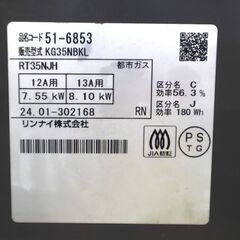 品名コード 51-6853
販売型式 KG35NBKL
RT35NJH 都市ガス
12A用 13A用
7.55 kW 8.10 kW
区分名 C
効率56.3 %
区分名 J
効率 180 Wh
24.01-302168 RN
リンナイ株式会社
JIA認証
PS
TG